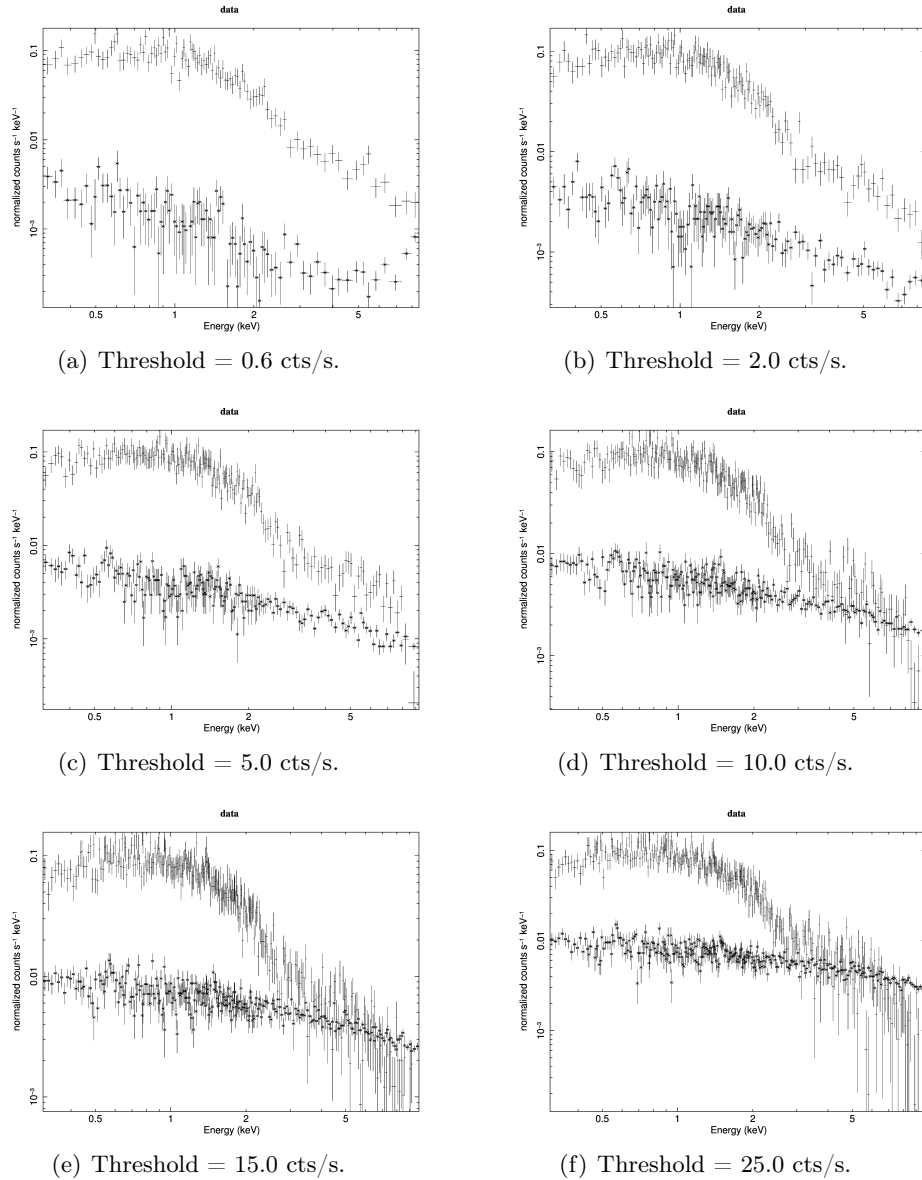 data data
0.1 0.1
normalized counts s⁻¹ keV⁻¹ normalized counts s⁻¹ keV⁻¹
0.01 0.01
10⁻³ 10⁻³
0.5 1 2 5 0.5 1 2 5
Energy (keV) Energy (keV)
(a) Threshold = 0.6 cts/s. (b) Threshold = 2.0 cts/s.
data data
0.1 0.1
normalized counts s⁻¹ keV⁻¹ normalized counts s⁻¹ keV⁻¹
0.01 0.01
10⁻³ 10⁻³
0.5 1 2 5 0.5 1 2 5
Energy (keV) Energy (keV)
(c) Threshold = 5.0 cts/s. (d) Threshold = 10.0 cts/s.
data data
0.1 0.1
normalized counts s⁻¹ keV⁻¹ normalized counts s⁻¹ keV⁻¹
0.01 0.01
10⁻³ 10⁻³
0.5 1 2 5 0.5 1 2 5
Energy (keV) Energy (keV)
(e) Threshold = 15.0 cts/s. (f) Threshold = 25.0 cts/s.